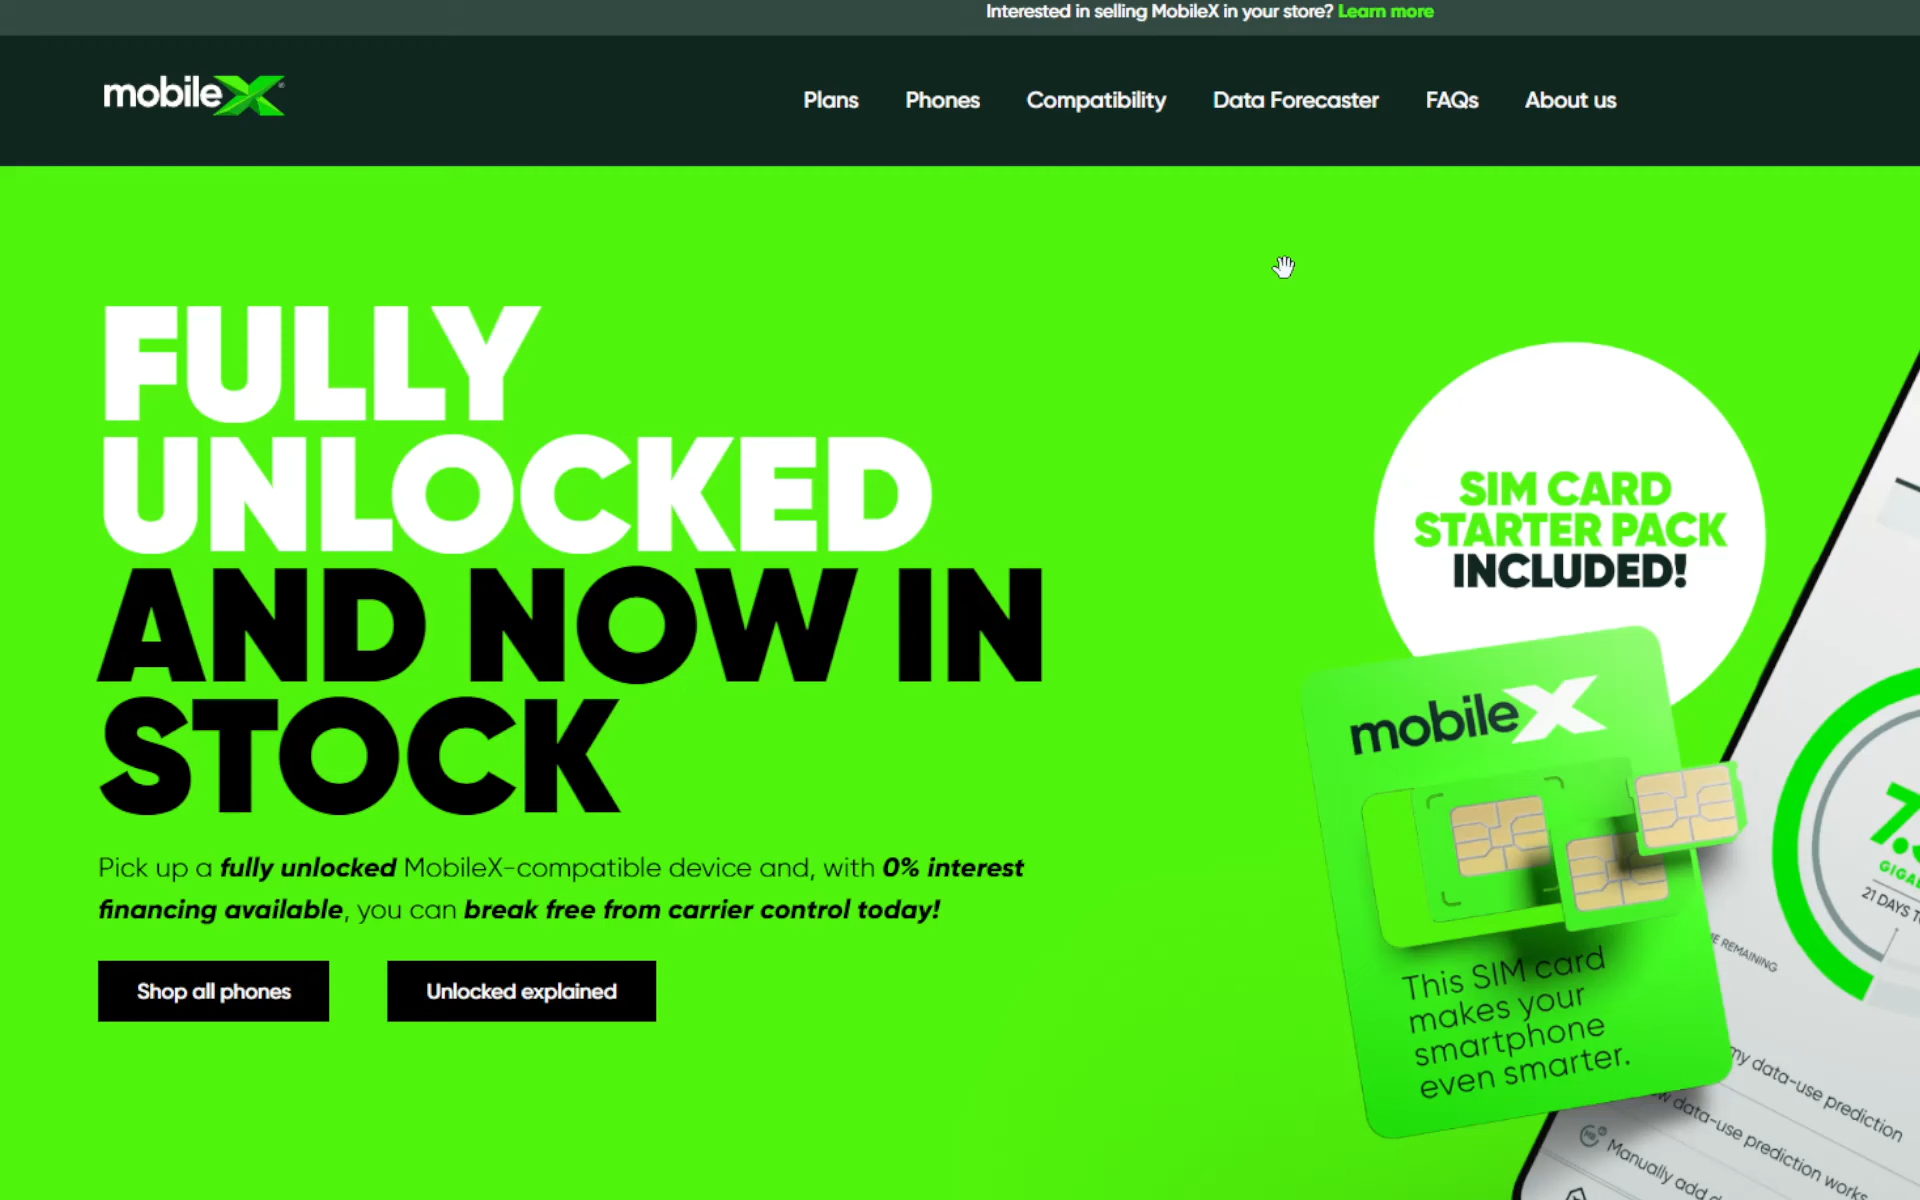 Interested in selling MobileX in your store? Learn more
mobileX
Plans Phones Compatibility Data Forecaster FAQs About us
FULLY
UNLOCKED
AND NOW IN
STOCK
Pick up a fully unlocked MobileX-compatible device and, with 0% interest
financing available, you can break free from carrier control today!
Shop all phones Unlocked explained
SIM CARD
STARTER PACK
INCLUDED!
mobileX
This SIM card
makes your
smartphone
even smarter.
21 DAYS
REMAINING
my data-use prediction
data-use prediction works
Manually add